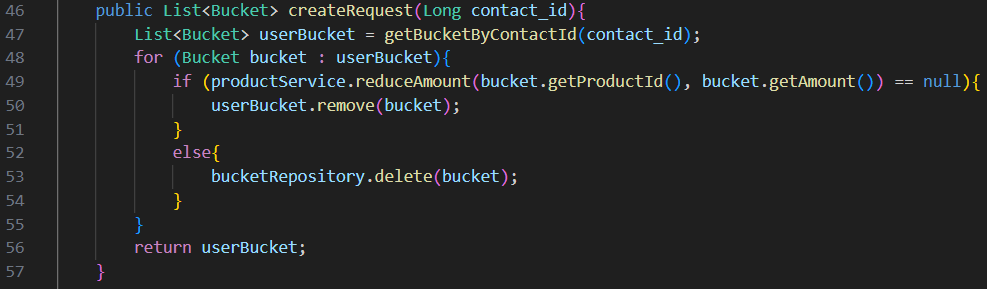 46 public List<Bucket> createRequest(Long contact_id){
47 List<Bucket> userBucket = getBucketByContactId(contact_id);
48 for (Bucket bucket : userBucket){
49 if (productService.reduceAmount(bucket.getProductId(), bucket.getAmount()) == null){
50 userBucket.remove(bucket);
51 }
52 else{
53 bucketRepository.delete(bucket);
54 }
55 }
56 return userBucket;
57 }